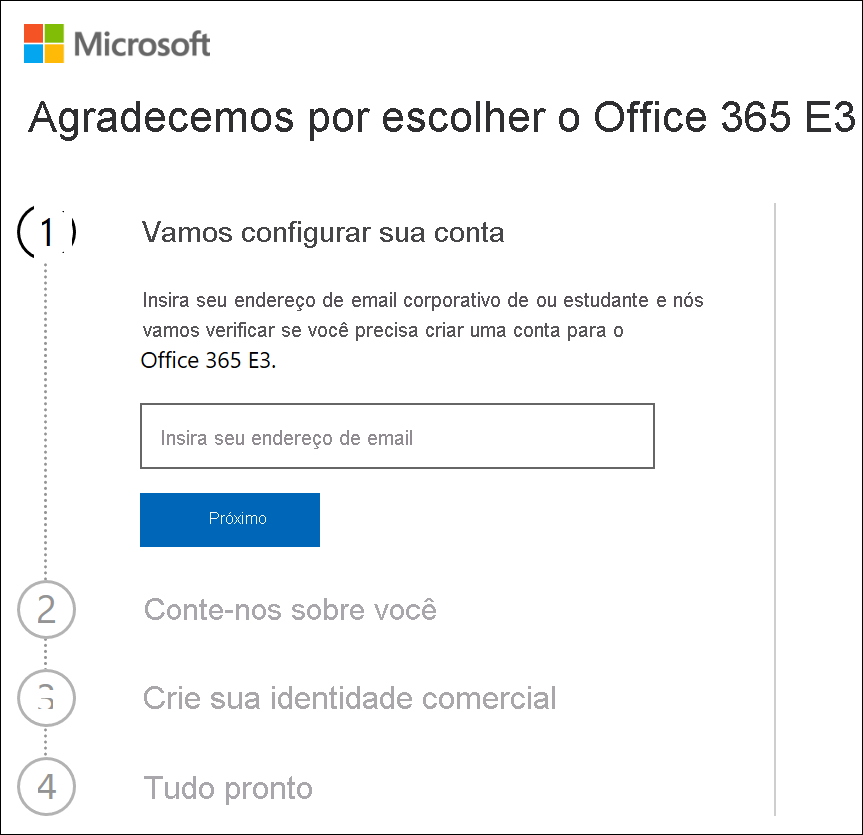 Microsoft
Agradecemos por escolher o Office 365 E3
1
Vamos configurar sua conta
Insira seu endereço de email corporativo de ou estudante e nós
vamos verificar se você precisa criar uma conta para o
Office 365 E3.
Insira seu endereço de email
Próximo
2
Conte-nos sobre você
3
Crie sua identidade comercial
4
Tudo pronto